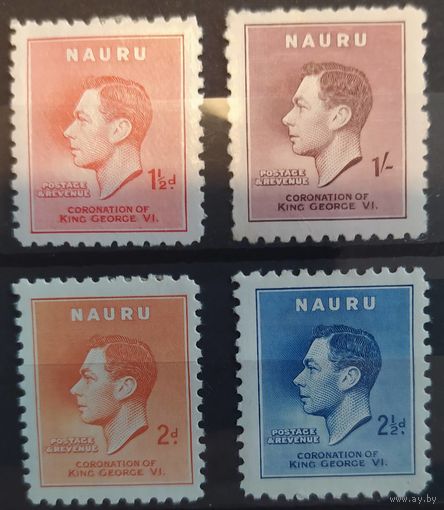 NAURU
POSTAGE
& REVENUE
1½d.
CORONATION OF
KING GEORGE VI.
NAURU
POSTAGE
& REVENUE
1/-
CORONATION OF
KING GEORGE VI.
NAURU
POSTAGE
& REVENUE
2d.
CORONATION OF
KING GEORGE VI.
NAURU
POSTAGE
& REVENUE
2½d.
CORONATION OF
KING GEORGE VI.
ay.by